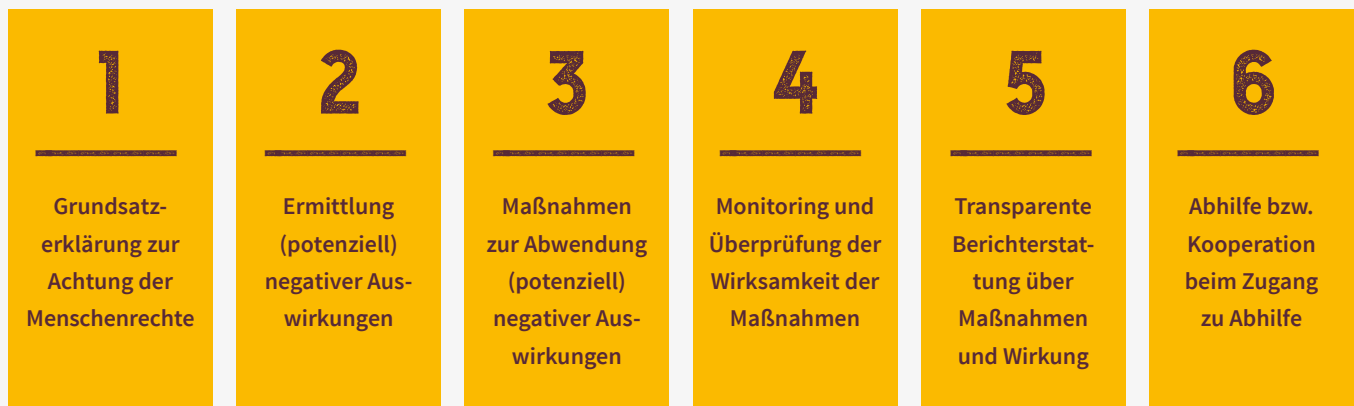 1
Grundsatz-
erklärung zur
Achtung der
Menschenrechte
2
Ermittlung
(potenziell)
negativer Aus-
wirkungen
3
Maßnahmen
zur Abwendung
(potenziell)
negativer Aus-
wirkungen
4
Monitoring und
Überprüfung der
Wirksamkeit der
Maßnahmen
5
Transparente
Berichterstat-
tung über
Maßnahmen
und Wirkung
6
Abhilfe bzw.
Kooperation
beim Zugang
zu Abhilfe